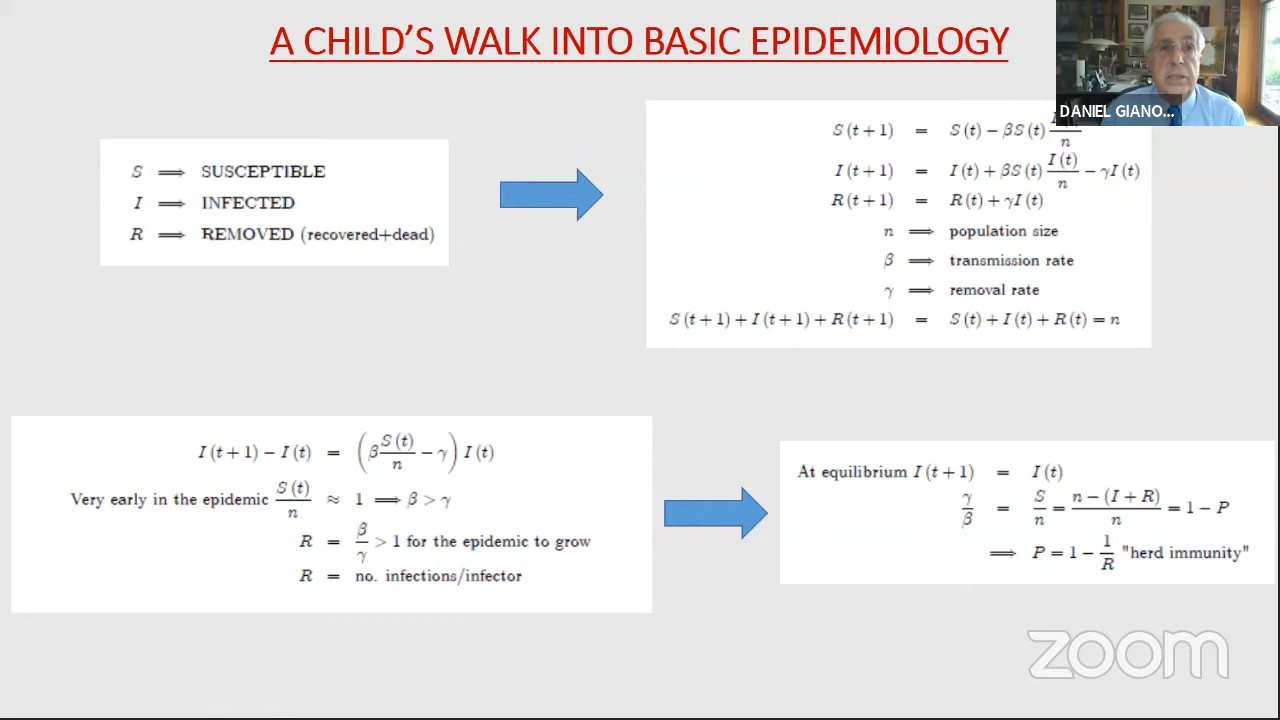 A CHILD'S WALK INTO BASIC EPIDEMIOLOGY
DANIEL GIANO...
S ⟹ SUSCEPTIBLE
I ⟹ INFECTED
R ⟹ REMOVED (recovered+dead)
S(t+1) = S(t) − βS(t) /n
I(t+1) = I(t) + βS(t) I(t)/n − γI(t)
R(t+1) = R(t) + γI(t)
n ⟹ population size
β ⟹ transmission rate
γ ⟹ removal rate
S(t+1) + I(t+1) + R(t+1) = S(t) + I(t) + R(t) = n
I(t+1) − I(t) = (β S(t)/n − γ) I(t)
Very early in the epidemic S(t)/n ≈ 1 ⟹ β > γ
R = β/γ > 1 for the epidemic to grow
R = no. infections/infector
At equilibrium I(t+1) = I(t)
γ/β = S/n = n−(I+R)/n = 1 − P
⟹ P = 1 − 1/R "herd immunity"
zoom